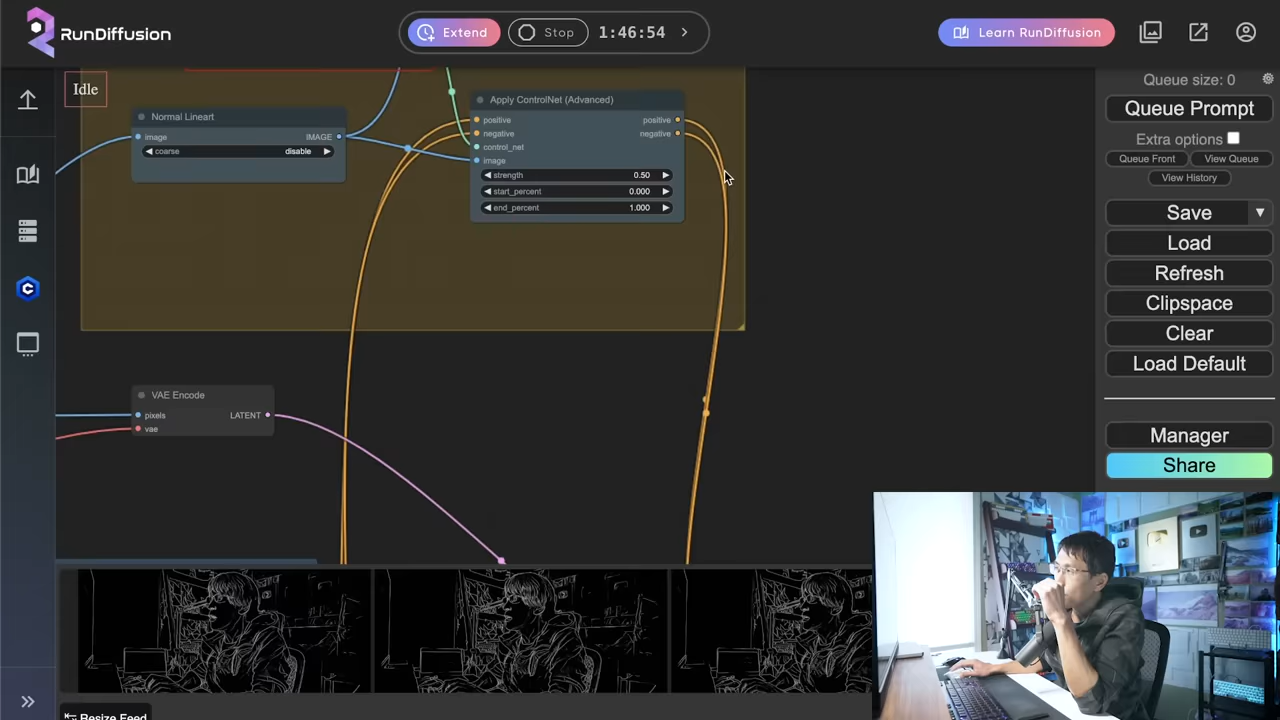 RunDiffusion
Extend
Stop
1:46:54
Learn RunDiffusion
Idle
Queue size: 0
Queue Prompt
Extra options
Queue Front
View Queue
View History
Save
Load
Refresh
Clipspace
Clear
Load Default
Manager
Share
Normal Lineart
image
IMAGE
coarse
disable
Apply ControlNet (Advanced)
positive
positive
negative
negative
control_net
image
strength
0.50
start_percent
0.000
end_percent
1.000
VAE Encode
pixels
LATENT
vae
Resize Feed